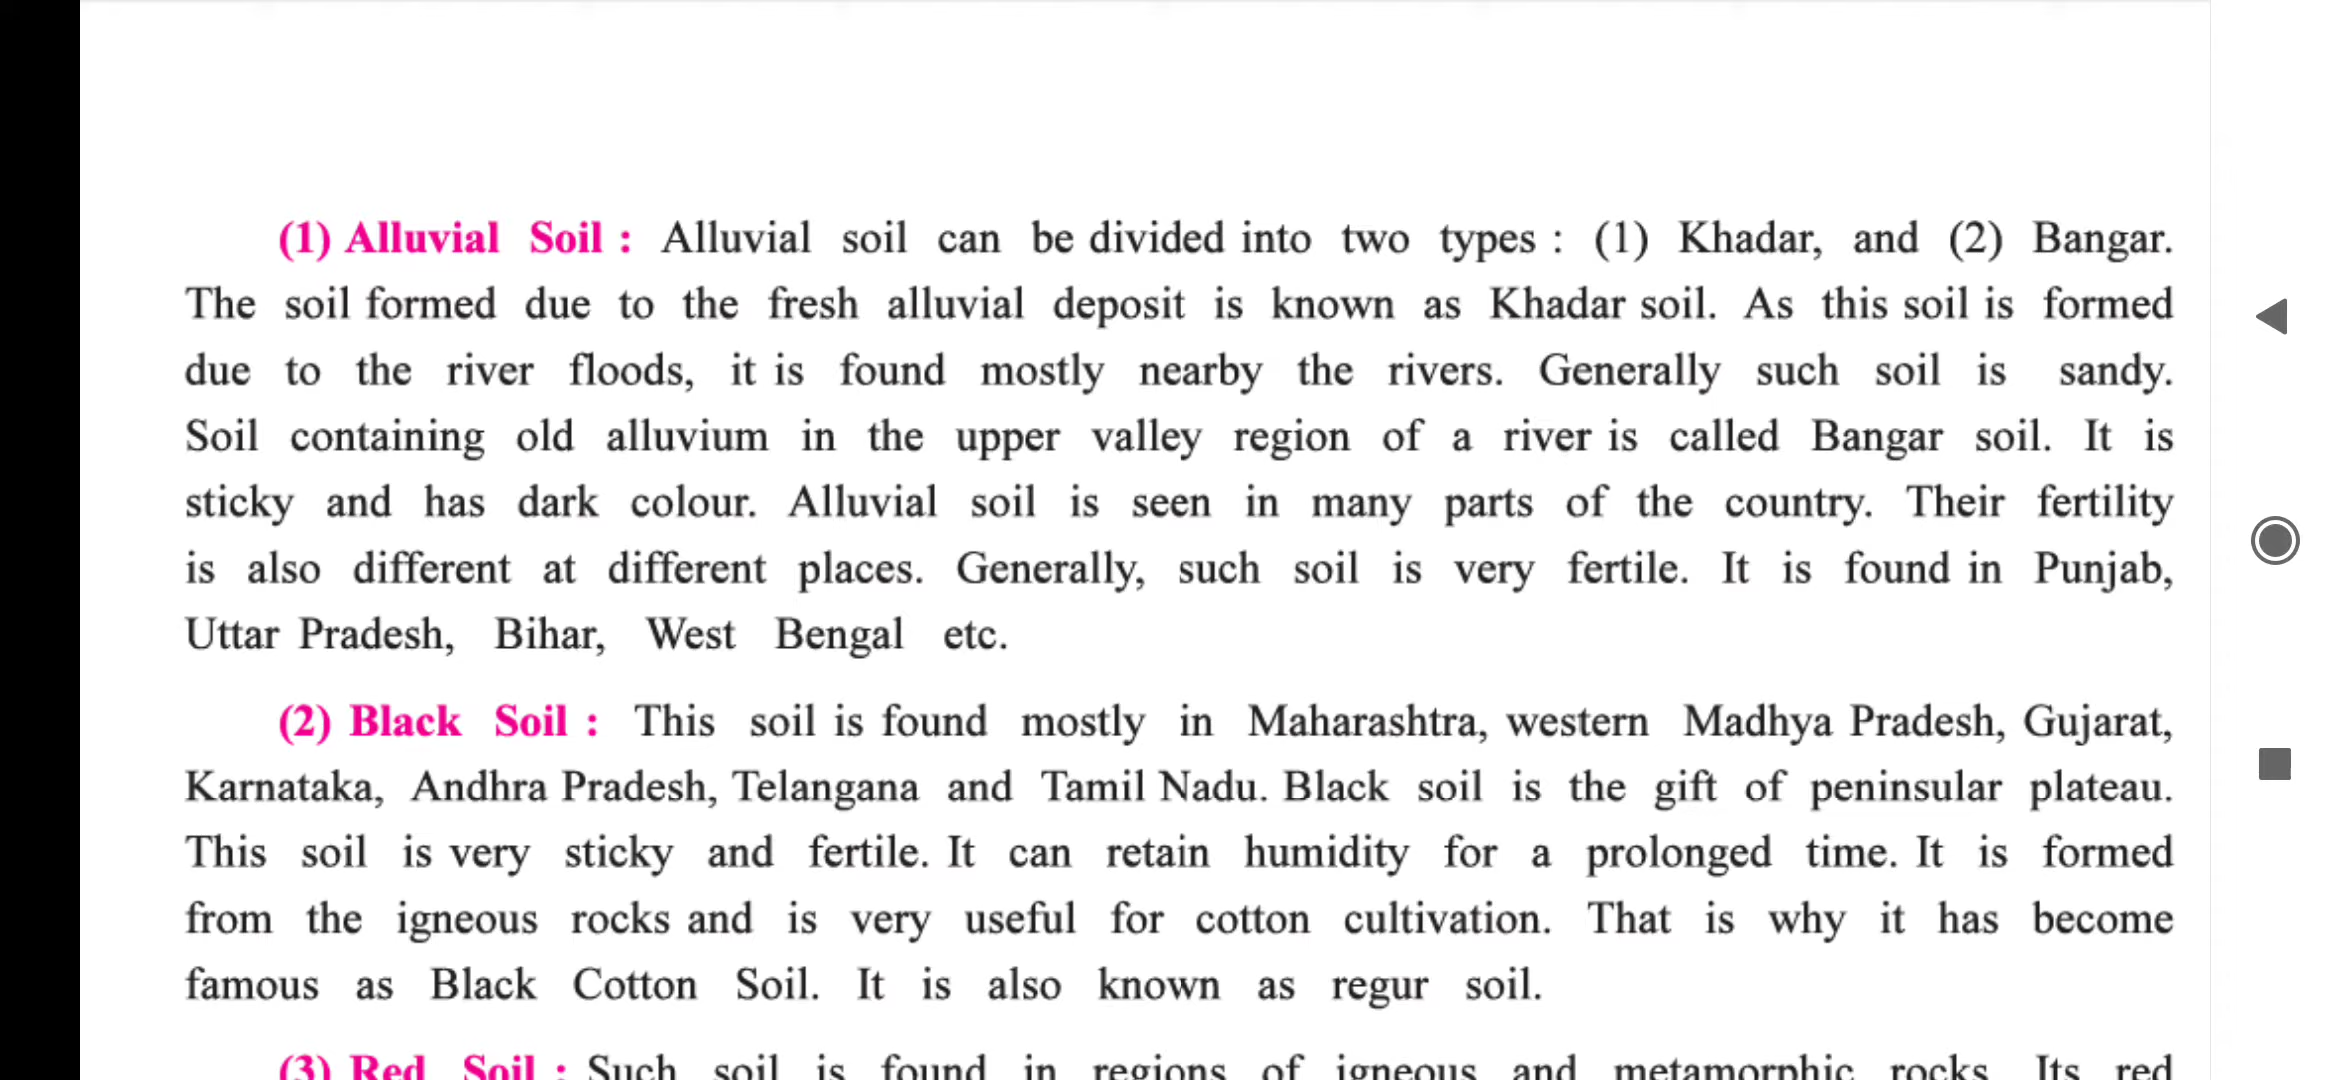 (1) Alluvial Soil : Alluvial soil can be divided into two types : (1) Khadar, and (2) Bangar.
The soil formed due to the fresh alluvial deposit is known as Khadar soil. As this soil is formed
due to the river floods, it is found mostly nearby the rivers. Generally such soil is sandy.
Soil containing old alluvium in the upper valley region of a river is called Bangar soil. It is
sticky and has dark colour. Alluvial soil is seen in many parts of the country. Their fertility
is also different at different places. Generally, such soil is very fertile. It is found in Punjab,
Uttar Pradesh, Bihar, West Bengal etc.
(2) Black Soil : This soil is found mostly in Maharashtra, western Madhya Pradesh, Gujarat,
Karnataka, Andhra Pradesh, Telangana and Tamil Nadu. Black soil is the gift of peninsular plateau.
This soil is very sticky and fertile. It can retain humidity for a prolonged time. It is formed
from the igneous rocks and is very useful for cotton cultivation. That is why it has become
famous as Black Cotton Soil. It is also known as regur soil.
(3) Red Soil : Such soil is found in regions of igneous and metamorphic rocks. Its red